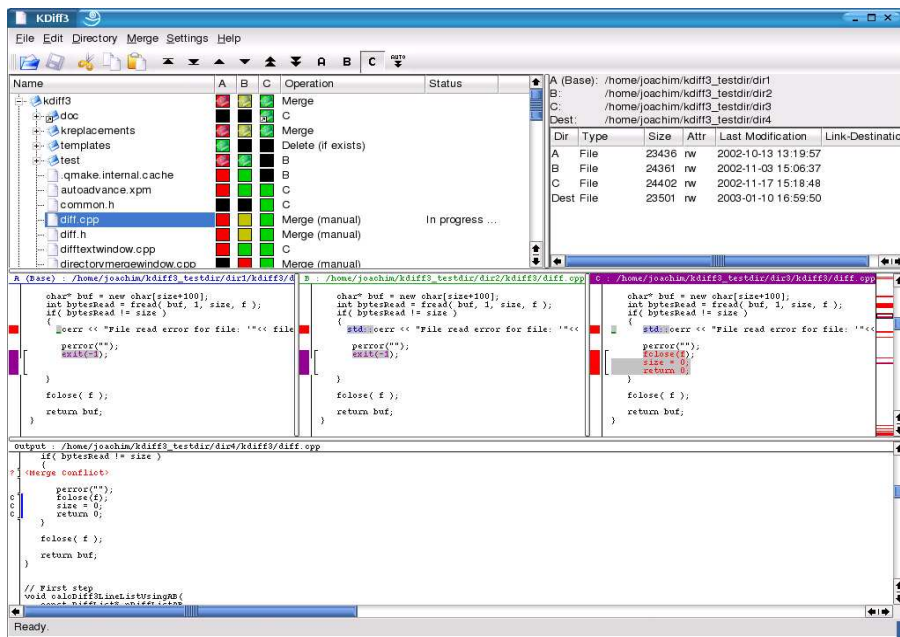 KDiff3
File Edit Directory Merge Settings Help
A B C AUTO
Name A B C Operation Status
kdiff3 Merge
doc C
kreplacements Merge
templates Delete (if exists)
test B
.qmake.internal.cache B
autoadvance.xpm C
common.h C
diff.cpp Merge (manual) In progress ...
diff.h Merge (manual)
difftextwindow.cpp C
directorymergewindow.cpp Merge (manual)
A (Base): /home/joachim/kdiff3_testdir/dir1
B: /home/joachim/kdiff3_testdir/dir2
C: /home/joachim/kdiff3_testdir/dir3
Dest: /home/joachim/kdiff3_testdir/dir4
Dir Type Size Attr Last Modification Link-Destinatio
A File 23436 rw 2002-10-13 13:19:57
B File 24361 rw 2002-11-03 15:06:37
C File 24402 rw 2002-11-17 15:18:48
Dest File 23501 rw 2003-01-10 16:59:50
A (Base) : /home/joachim/kdiff3_testdir/dir1/kdiff3/d
char* buf = new char[size+100];
int bytesRead = fread( buf, 1, size, f );
if( bytesRead != size )
{
cerr << "File read error for file: '"<< file
perror("");
exit(-1);
}
fclose( f );
return buf;
}
B : /home/joachim/kdiff3_testdir/dir2/kdiff3/diff.cpp
char* buf = new char[size+100];
int bytesRead = fread( buf, 1, size, f );
if( bytesRead != size )
{
std::cerr << "File read error for file: '"<<
perror("");
exit(-1);
}
fclose( f );
return buf;
}
C : /home/joachim/kdiff3_testdir/dir3/kdiff3/diff.cpp
char* buf = new char[size+100];
int bytesRead = fread( buf, 1, size, f );
if( bytesRead != size )
{
std::cerr << "File read error for file: '"<<
perror("");
fclose(f);
size = 0;
return 0;
}
fclose( f );
return buf;
}
Output : /home/joachim/kdiff3_testdir/dir4/kdiff3/diff.cpp
if( bytesRead != size )
{
? <Merge Conflict>
perror("");
C fclose(f);
C size = 0;
C return 0;
}
fclose( f );
return buf;
}
// First step
void calcDiff3LineListUsingAB(
Ready.